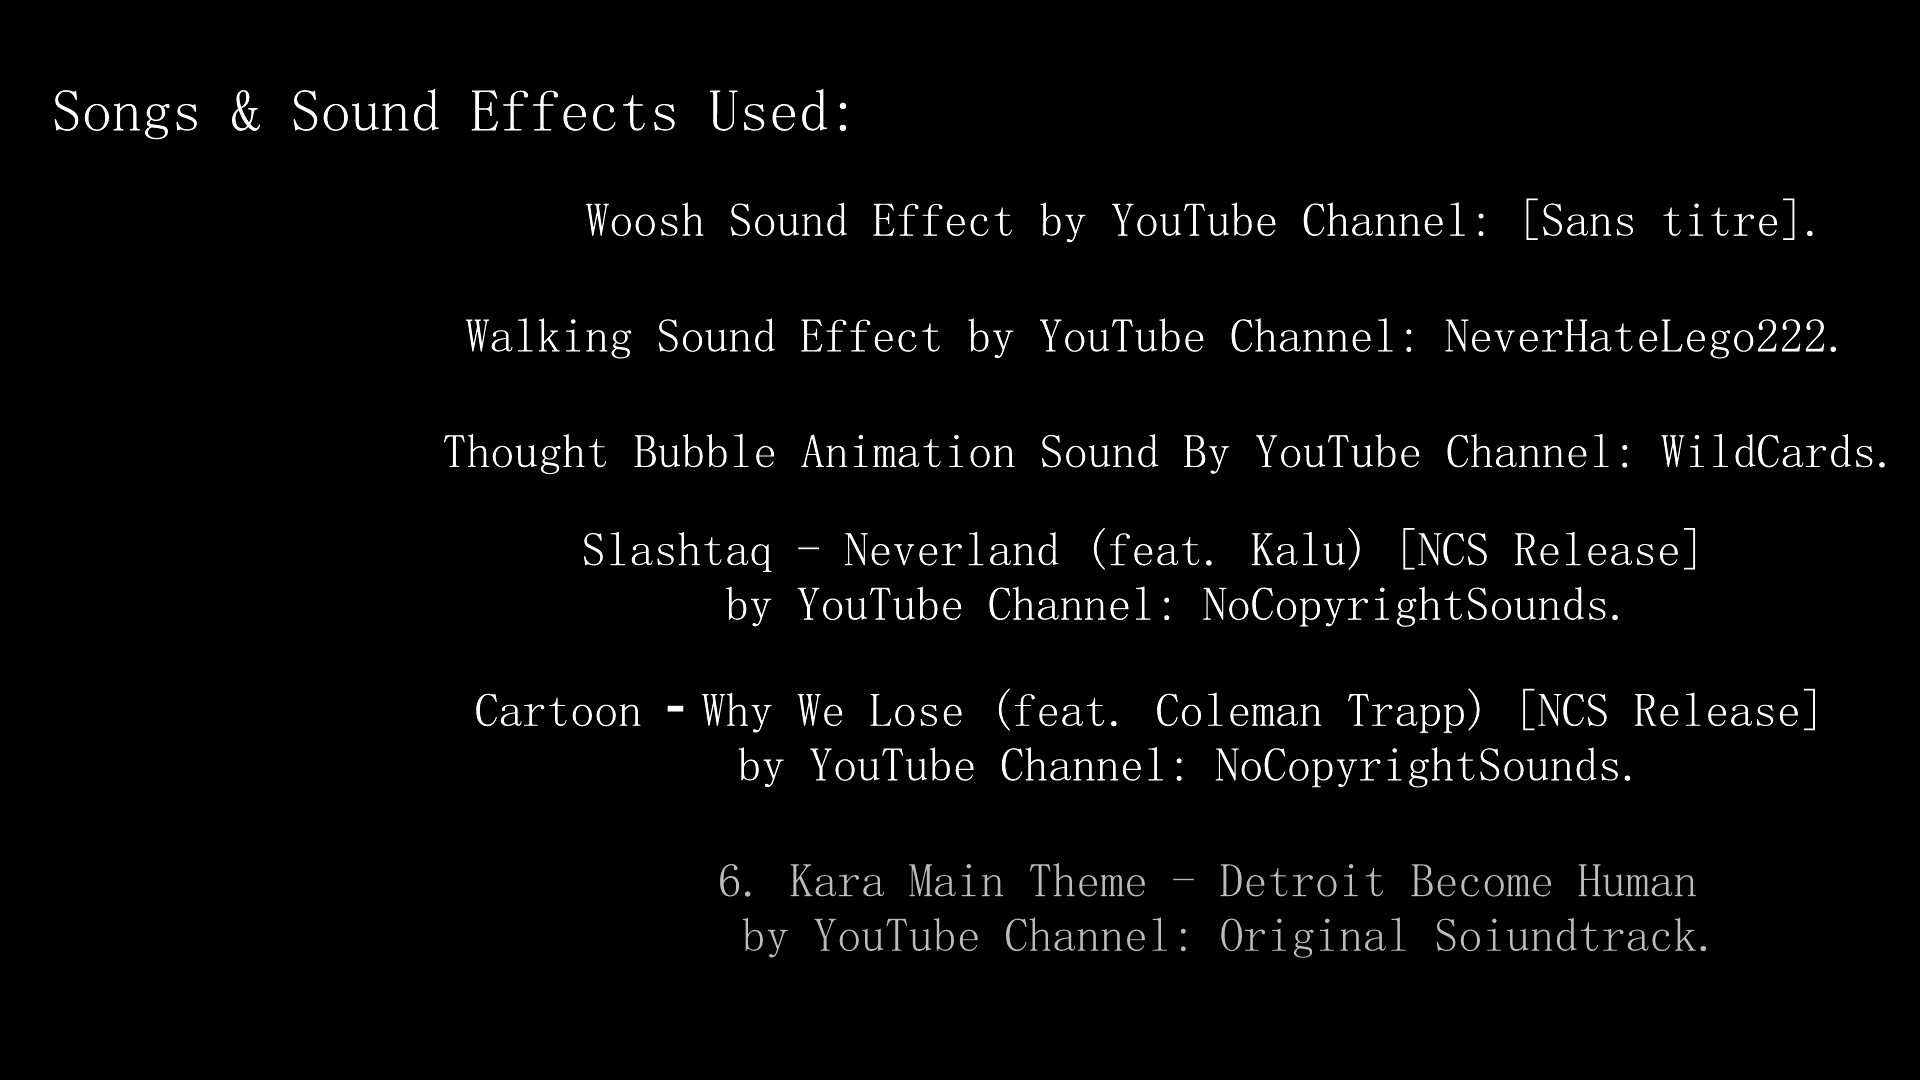 Songs & Sound Effects Used:
Woosh Sound Effect by YouTube Channel: [Sans titre].
Walking Sound Effect by YouTube Channel: NeverHateLego222.
Thought Bubble Animation Sound By YouTube Channel: WildCards.
Slashtaq - Neverland (feat. Kalu) [NCS Release]
by YouTube Channel: NoCopyrightSounds.
Cartoon - Why We Lose (feat. Coleman Trapp) [NCS Release]
by YouTube Channel: NoCopyrightSounds.
6. Kara Main Theme - Detroit Become Human
by YouTube Channel: Original Soiundtrack.